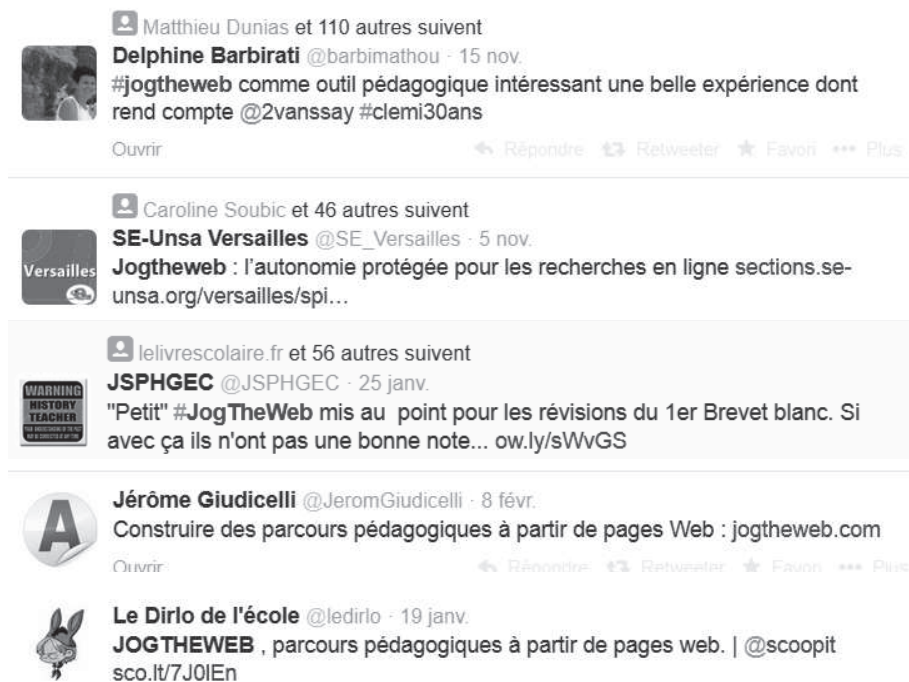 Matthieu Dunias et 110 autres suivent
Delphine Barbirati @barbimathou · 15 nov.
#jogtheweb comme outil pédagogique intéressant une belle expérience dont
rend compte @2vanssay #clemi30ans
Ouvrir Répondre Retweeter Favori Plus
Caroline Soubic et 46 autres suivent
SE-Unsa Versailles @SE_Versailles · 5 nov.
Versailles
Jogtheweb : l'autonomie protégée pour les recherches en ligne sections.se-
unsa.org/versailles/spi…
lelivrescolaire.fr et 56 autres suivent
JSPHGEC @JSPHGEC · 25 janv.
WARNING
HISTORY
TEACHER
"Petit" #JogTheWeb mis au point pour les révisions du 1er Brevet blanc. Si
avec ça ils n'ont pas une bonne note... ow.ly/sWvGS
A
Jérôme Giudicelli @JeromGiudicelli · 8 févr.
Construire des parcours pédagogiques à partir de pages Web : jogtheweb.com
Ouvrir Répondre Retweeter Favori Plus
Le Dirlo de l'école @ledirlo · 19 janv.
JOGTHEWEB , parcours pédagogiques à partir de pages web. | @scoopit
sco.lt/7J0lEn